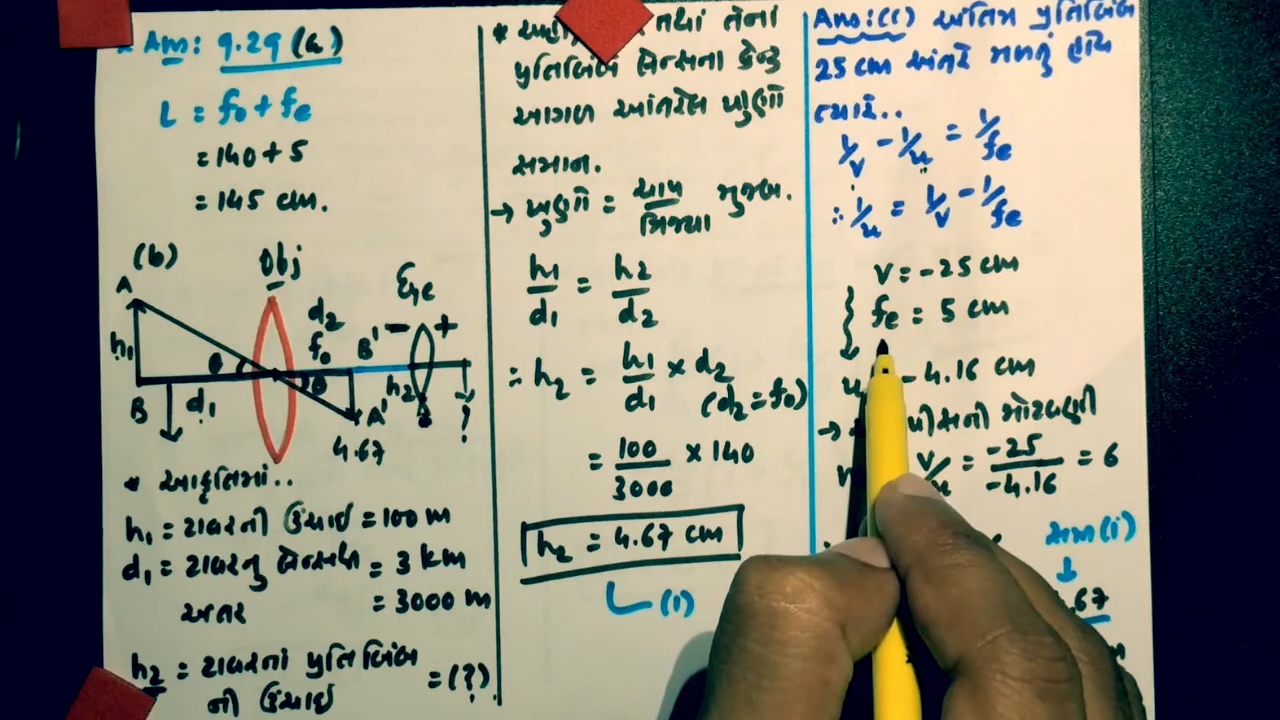 Ans: 9.29 (a)
L = fo + fe
= 140 + 5
= 145 cm.
(b) Obj
A
Eye
h1
θ
d2
fo
B'
- +
θ
B
d1
A'
h2
?
4.67
* આકૃતિમાં..
h1 = ટાવરની ઉંચાઇ = 100 m
d1 = ટાવરનું લેન્સથી = 3 km
અંતર = 3000 m
h2 = ટાવરનાં પ્રતિબિંબ = (?)
ની ઉંચાઇ
* તથા તેનાં
પ્રતિબિંબ લેન્સના કેન્દ્ર
આગળ આંતરેલ ખૂણો
સમાન.
→ ખૂણો = ચાપ/ત્રિજ્યા મુજબ.
h1/d1 = h2/d2
∴ h2 = h1/d1 × d2
(d2 = fo)
= 100/3000 × 140
h2 = 4.67 cm
(1)
Ans: (c) અંતિમ પ્રતિબિંબ
25 cm અંતરે મળતું હોય
ત્યારે..
1/v - 1/u = 1/fe
∴ 1/u = 1/v - 1/fe
v = -25 cm
fe = 5 cm
u - 4.16 cm
→ મોટવણી
v/u = -25/-4.16 = 6
સમ (i)
.67